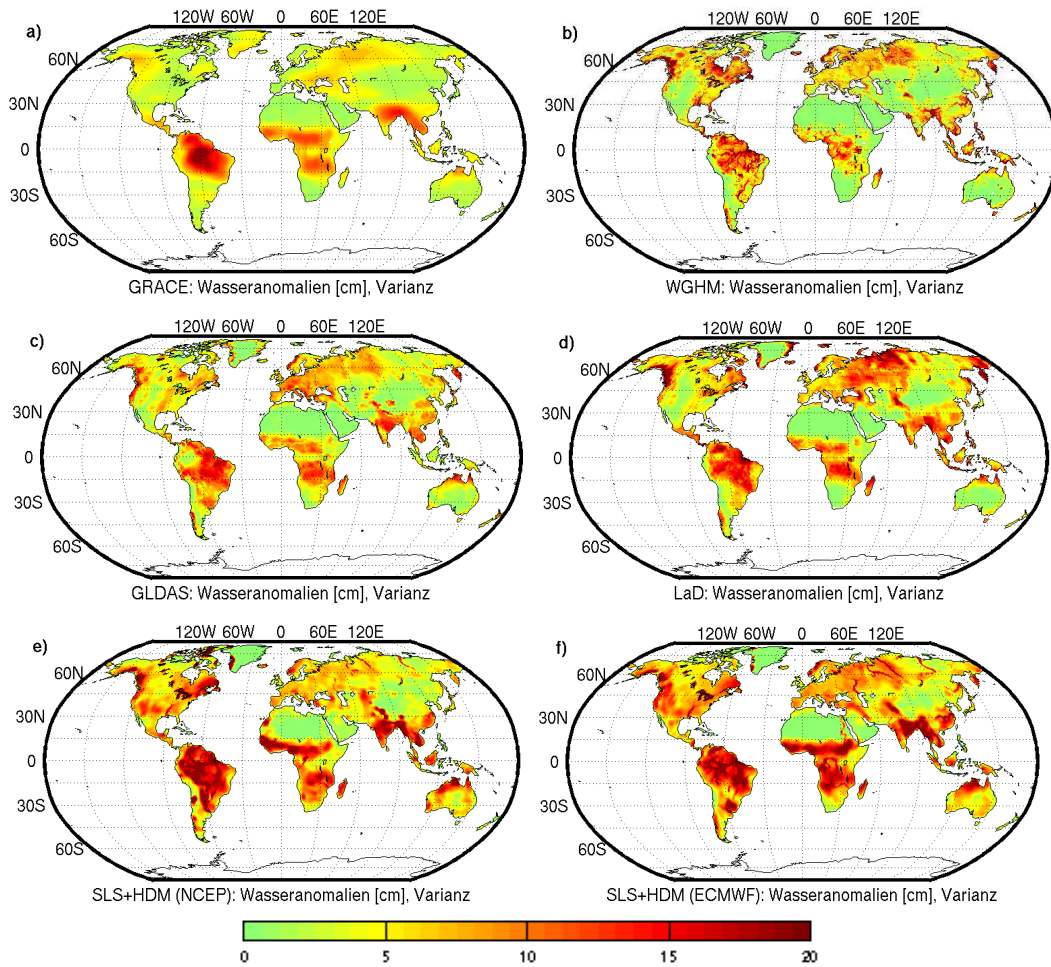 120W 60W 0 60E 120E
a)
60N
30N
0
30S
60S
GRACE: Wasseranomalien [cm], Varianz
120W 60W 0 60E 120E
b)
60N
30N
0
30S
60S
WGHM: Wasseranomalien [cm], Varianz
120W 60W 0 60E 120E
c)
60N
30N
0
30S
60S
GLDAS: Wasseranomalien [cm], Varianz
120W 60W 0 60E 120E
d)
60N
30N
0
30S
60S
LaD: Wasseranomalien [cm], Varianz
120W 60W 0 60E 120E
e)
60N
30N
0
30S
60S
SLS+HDM (NCEP): Wasseranomalien [cm], Varianz
120W 60W 0 60E 120E
f)
60N
30N
0
30S
60S
SLS+HDM (ECMWF): Wasseranomalien [cm], Varianz
0 5 10 15 20